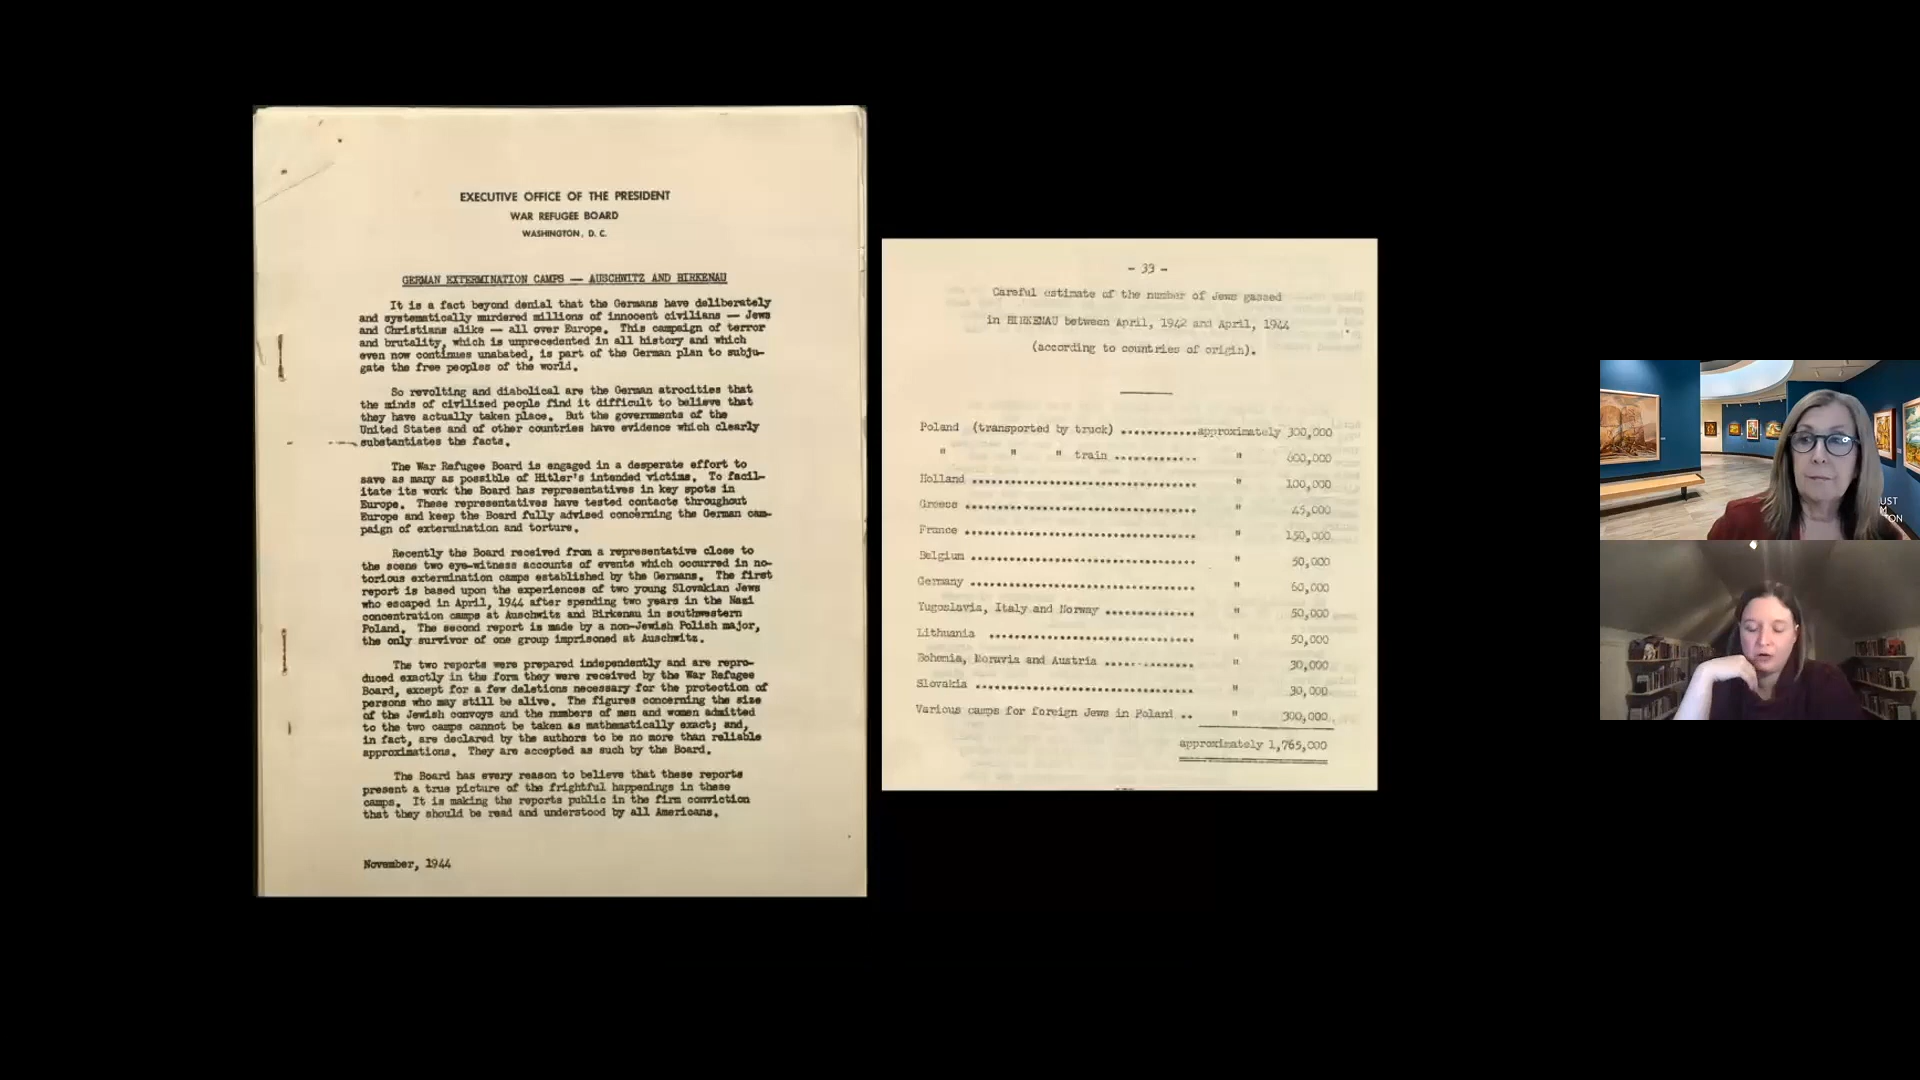 EXECUTIVE OFFICE OF THE PRESIDENT
WAR REFUGEE BOARD
WASHINGTON, D. C.
GERMAN EXTERMINATION CAMPS — AUSCHWITZ AND BIRKENAU
It is a fact beyond denial that the Germans have deliberately
and systematically murdered millions of innocent civilians — Jews
and Christians alike — all over Europe. This campaign of terror
and brutality, which is unprecedented in all history and which
even now continues unabated, is part of the German plan to subju-
gate the free peoples of the world.
So revolting and diabolical are the German atrocities that
the minds of civilized people find it difficult to believe that
they have actually taken place. But the governments of the
United States and of other countries have evidence which clearly
substantiates the facts.
The War Refugee Board is engaged in a desperate effort to
save as many as possible of Hitler's intended victims. To facil-
itate its work the Board has representatives in key spots in
Europe. These representatives have tested contacts throughout
Europe and keep the Board fully advised concerning the German cam-
paign of extermination and torture.
Recently the Board received from a representative close to
the scene two eye-witness accounts of events which occurred in no-
torious extermination camps established by the Germans. The first
report is based upon the experiences of two young Slovakian Jews
who escaped in April, 1944 after spending two years in the Nazi
concentration camps at Auschwitz and Birkenau in southwestern
Poland. The second report is made by a non-Jewish Polish major,
the only survivor of one group imprisoned at Auschwitz.
The two reports were prepared independently and are repro-
duced exactly in the form they were received by the War Refugee
Board, except for a few deletions necessary for the protection of
persons who may still be alive. The figures concerning the size
of the Jewish convoys and the numbers of men and women admitted
to the two camps cannot be taken as mathematically exact; and,
in fact, are declared by the authors to be no more than reliable
approximations. They are accepted as such by the Board.
The Board has every reason to believe that these reports
present a true picture of the frightful happenings in these
camps. It is making the reports public in the firm conviction
that they should be read and understood by all Americans.
November, 1944
- 33 -
Careful estimate of the number of Jews gassed
in BIRKENAU between April, 1942 and April, 1944
(according to countries of origin).
Poland (transported by truck) ............approximately 300,000
" " " train ............. " 600,000
Holland ................................... " 100,000
Greece .................................... " 45,000
France .................................... " 150,000
Belgium ................................... " 50,000
Germany ................................... " 60,000
Yugoslavia, Italy and Norway .............. " 50,000
Lithuania ................................ " 50,000
Bohemia, Moravia and Austria .............. " 30,000
Slovakia .................................. " 30,000
Various camps for foreign Jews in Poland .. " 300,000
approximately 1,765,000
UST
M
TON